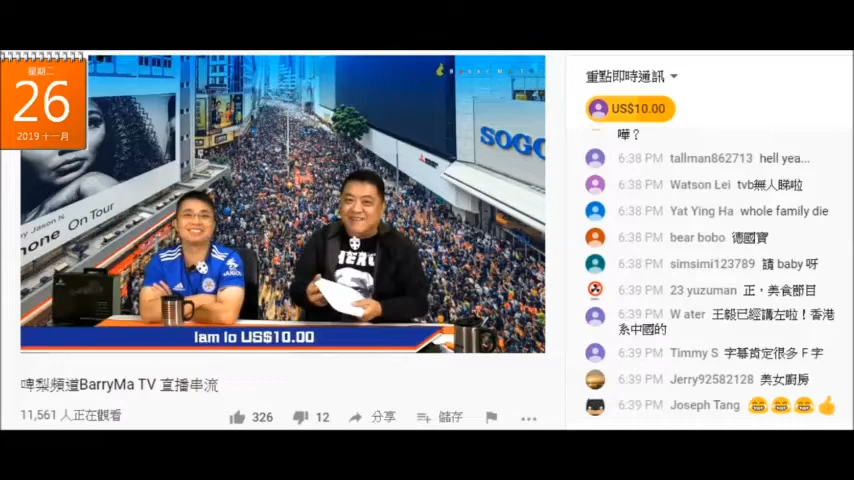 星期二
26
2019 十一月
BarryMaTV
SOGO
y Jason N.
one On Tour
HERO
Iam lo US$10.00
啤梨頻道BarryMa TV 直播串流
11,561 人正在觀看
326
12
分享
儲存
重點即時通訊
US$10.00
嘩？
6:38 PM tallman862713 hell yea...
6:38 PM Watson Lei tvb無人睇啦
6:38 PM Yat Ying Ha whole family die
6:38 PM bear bobo 德國寶
6:38 PM simsimi123789 請 baby 呀
6:39 PM 23 yuzuman 正，美食節目
6:39 PM W ater 王毅已經講左啦！香港
系中國的
6:39 PM Timmy S 字幕肯定很多 F 字
6:39 PM Jerry92582128 美女廚房
6:39 PM Joseph Tang 😂😂😂👍